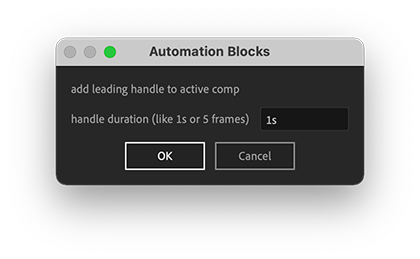 Automation Blocks
add leading handle to active comp
handle duration (like 1s or 5 frames) 1s
OK Cancel